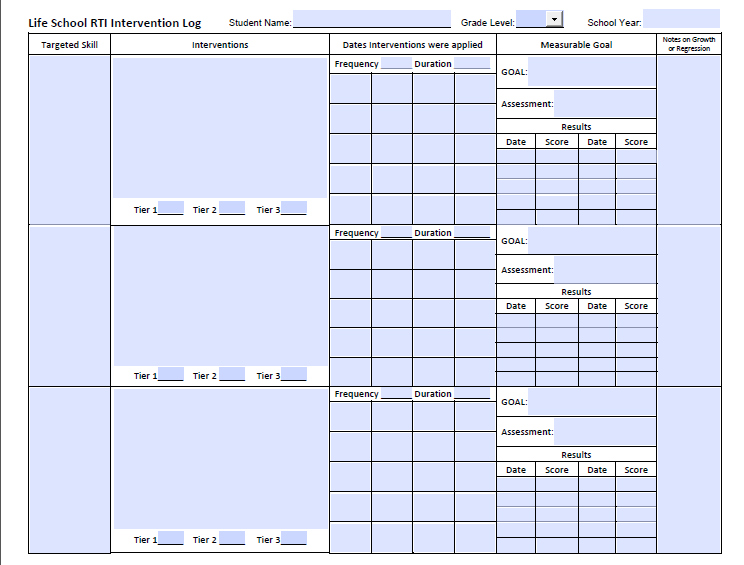 Life School RTI Intervention Log Student Name: Grade Level: School Year:
Targeted Skill Interventions Dates Interventions were applied Measurable Goal Notes on Growth or Regression
Frequency Duration
GOAL:
Assessment:
Results
Date Score Date Score
Tier 1 Tier 2 Tier 3
Frequency Duration
GOAL:
Assessment:
Results
Date Score Date Score
Tier 1 Tier 2 Tier 3
Frequency Duration
GOAL:
Assessment:
Results
Date Score Date Score
Tier 1 Tier 2 Tier 3